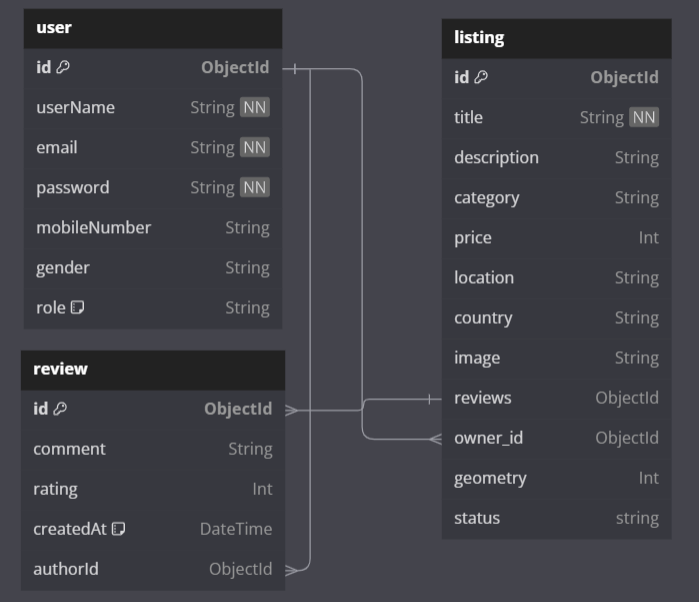 user
id ObjectId
userName String NN
email String NN
password String NN
mobileNumber String
gender String
role String
review
id ObjectId
comment String
rating Int
createdAt DateTime
authorId ObjectId
listing
id ObjectId
title String NN
description String
category String
price Int
location String
country String
image String
reviews ObjectId
owner_id ObjectId
geometry Int
status string